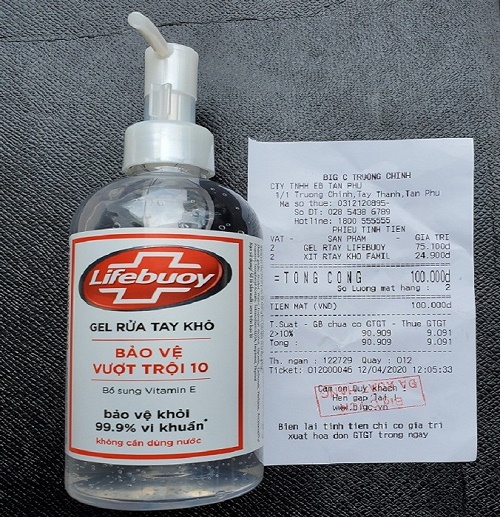 Lifebuoy
GEL RỬA TAY KHÔ
BẢO VỆ
VƯỢT TRỘI 10
Bổ sung Vitamin E
bảo vệ khỏi
99.9% vi khuẩn*
không cần dùng nước
BIG C TRUONG CHINH
CTY TNHH EB TAN PHU
1/1 Truong Chinh,Tay Thanh,Tan Phu
Ma so thue: 0312120895-
So DT: 028 5438 6789
Hotline: 1800 555555
PHIEU TINH TIEN
VAT - SAN PHAM - GIA TRI
2 GEL RTAY LIFEBUOY 75.100đ
2 XIT RTAY KHO FAMIL 24.900đ
=TONG CONG 100.000đ
So Luong mat hang : 2
TIEN MAT (VND) 100.000đ
T.Suat - GB chua co GTGT - Thue GTGT
2>10% 90.909 9.091
Tong : 90.909 9.091
Th. ngan : 122729 Quay : 012
Ticket: 012000046 12/04/2020 12:05:33
Cam on Quy khach !
Hen gap lai
www.bigc.vn
Bien lai tinh tien chi co gia tri
xuat hoa don GTGT trong ngay